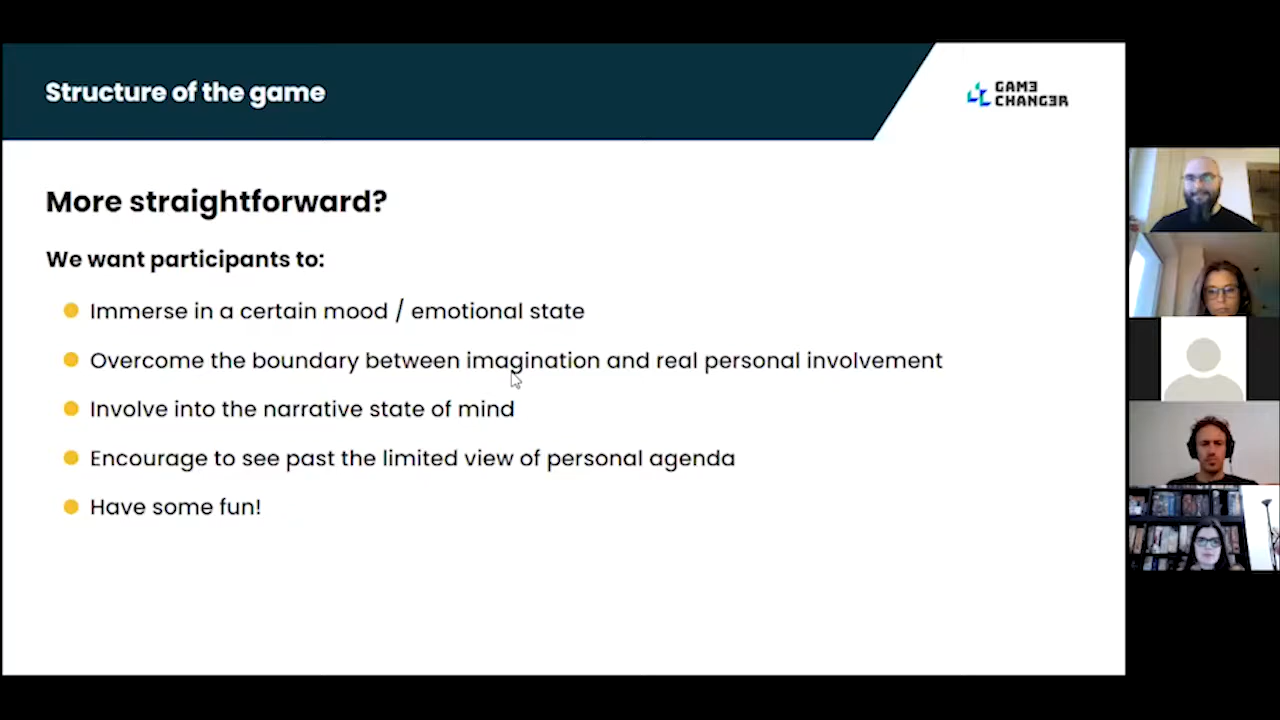 Structure of the game
GAME
CHANGER
More straightforward?
We want participants to:
Immerse in a certain mood / emotional state
Overcome the boundary between imagination and real personal involvement
Involve into the narrative state of mind
Encourage to see past the limited view of personal agenda
Have some fun!